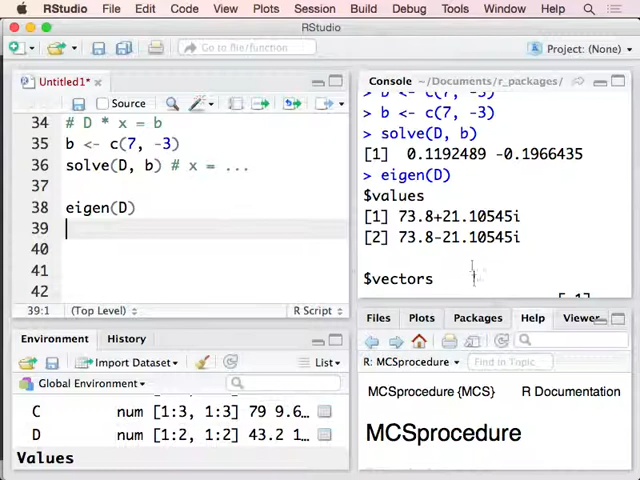 RStudio File Edit Code View Plots Session Build Debug Tools Window Help
RStudio
Go to file/function
Project: (None)
Untitled1*
Source
34 # D * x = b
35 b <- c(7, -3)
36 solve(D, b) # x = ...
37
38 eigen(D)
39
40
41
42
39:1 (Top Level) R Script
Console ~/Documents/r_packages/
> b <- c(7, -3)
> b <- c(7, -3)
> solve(D, b)
[1] 0.1192489 -0.1966435
> eigen(D)
$values
[1] 73.8+21.10545i
[2] 73.8-21.10545i
$vectors
[,1]
Environment History
Import Dataset List
Global Environment
C num [1:3, 1:3] 79 9.6…
D num [1:2, 1:2] 43.2 1…
Values
Files Plots Packages Help Viewer
R: MCSprocedure Find in Topic
MCSprocedure {MCS} R Documentation
MCSprocedure